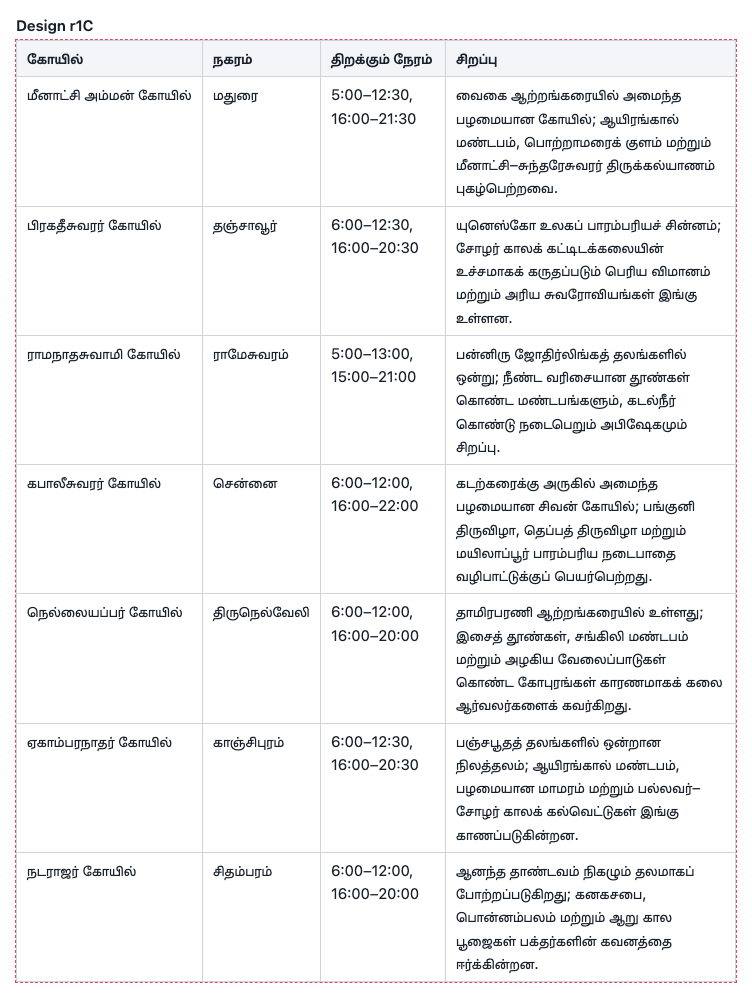 Design r1C
கோயில் நகரம் திறக்கும் நேரம் சிறப்பு
மீனாட்சி அம்மன் கோயில் மதுரை 5:00–12:30, வைகை ஆற்றங்கரையில் அமைந்த
16:00–21:30 பழமையான கோயில்; ஆயிரங்கால்
மண்டபம், பொற்றாமரைக் குளம் மற்றும்
மீனாட்சி–சுந்தரேசுவரர் திருக்கல்யாணம்
புகழ்பெற்றவை.
பிரகதீசுவரர் கோயில் தஞ்சாவூர் 6:00–12:30, யுனெஸ்கோ உலகப் பாரம்பரியச் சின்னம்;
16:00–20:30 சோழர் காலக் கட்டிடக்கலையின்
உச்சமாகக் கருதப்படும் பெரிய விமானம்
மற்றும் அரிய சுவரோவியங்கள் இங்கு
உள்ளன.
ராமநாதசுவாமி கோயில் ராமேசுவரம் 5:00–13:00, பன்னிரு ஜோதிர்லிங்கத் தலங்களில்
15:00–21:00 ஒன்று; நீண்ட வரிசையான தூண்கள்
கொண்ட மண்டபங்களும், கடல்நீர்
கொண்டு நடைபெறும் அபிஷேகமும்
சிறப்பு.
கபாலீசுவரர் கோயில் சென்னை 6:00–12:00, கடற்கரைக்கு அருகில் அமைந்த
16:00–22:00 பழமையான சிவன் கோயில்; பங்குனி
திருவிழா, தெப்பத் திருவிழா மற்றும்
மயிலாப்பூர் பாரம்பரிய நடைபாதை
வழிபாட்டுக்குப் பெயர்பெற்றது.
நெல்லையப்பர் கோயில் திருநெல்வேலி 6:00–12:00, தாமிரபரணி ஆற்றங்கரையில் உள்ளது;
16:00–20:00 இசைத் தூண்கள், சங்கிலி மண்டபம்
மற்றும் அழகிய வேலைப்பாடுகள்
கொண்ட கோபுரங்கள் காரணமாகக் கலை
ஆர்வலர்களைக் கவர்கிறது.
ஏகாம்பரநாதர் கோயில் காஞ்சிபுரம் 6:00–12:30, பஞ்சபூதத் தலங்களில் ஒன்றான
16:00–20:30 நிலத்தலம்; ஆயிரங்கால் மண்டபம்,
பழமையான மாமரம் மற்றும் பல்லவர்–
சோழர் காலக் கல்வெட்டுகள் இங்கு
காணப்படுகின்றன.
நடராஜர் கோயில் சிதம்பரம் 6:00–12:00, ஆனந்த தாண்டவம் நிகழும் தலமாகப்
16:00–20:00 போற்றப்படுகிறது; கனகசபை,
பொன்னம்பலம் மற்றும் ஆறு கால
பூஜைகள் பக்தர்களின் கவனத்தை
ஈர்க்கின்றன.